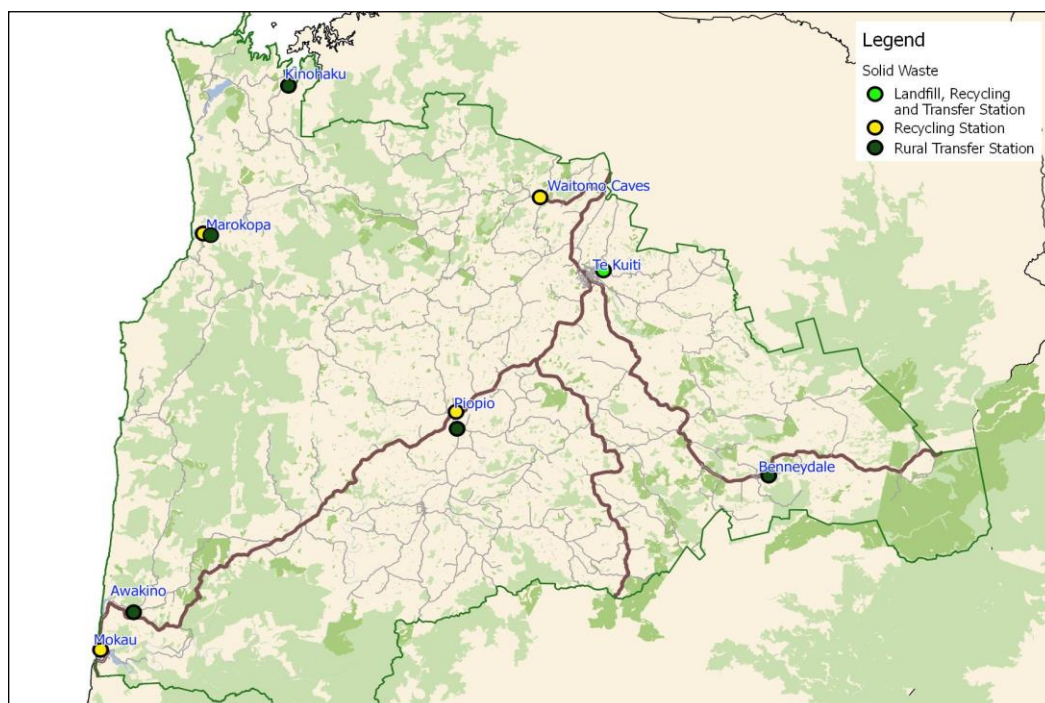 Legend
Solid Waste
Landfill, Recycling
and Transfer Station
Recycling Station
Rural Transfer Station
Kinohaku
Waitomo Caves
Marokopa
Te Kuiti
Piopio
Benneydale
Awakino
Mokau